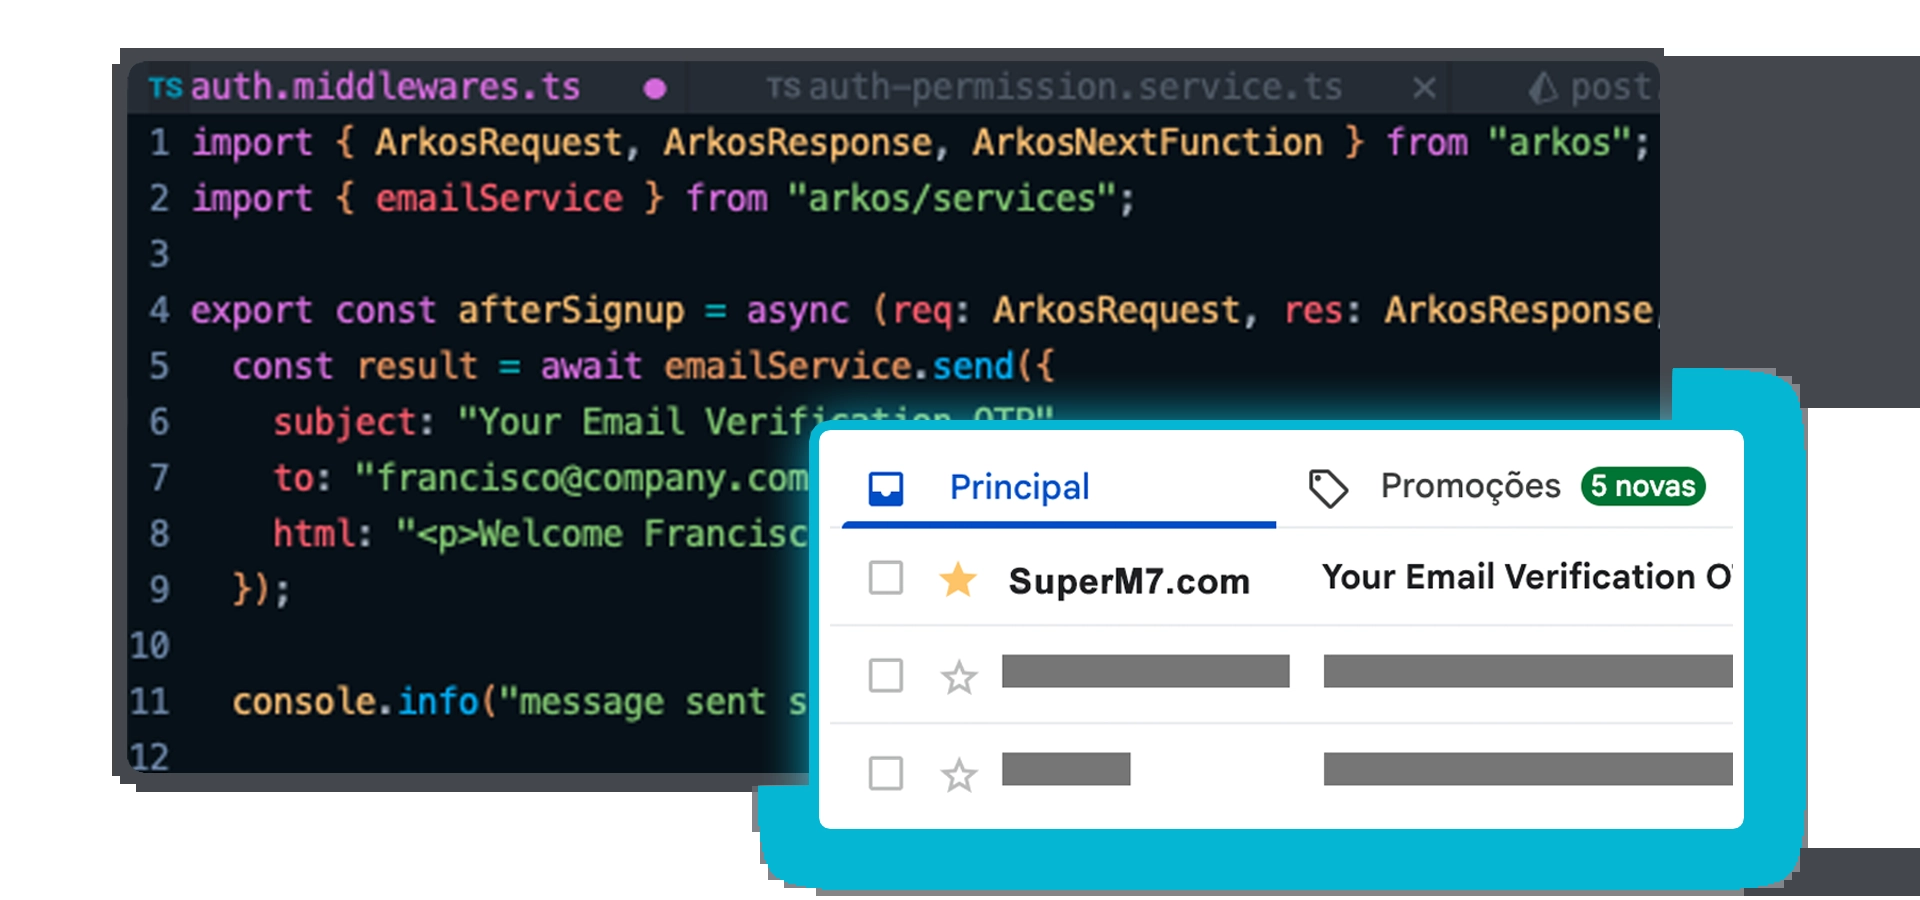 TS auth.middlewares.ts ● TS auth-permission.service.ts × post.
1 import { ArkosRequest, ArkosResponse, ArkosNextFunction } from "arkos";
2 import { emailService } from "arkos/services";
3
4 export const afterSignup = async (req: ArkosRequest, res: ArkosResponse,
5 const result = await emailService.send({
6 subject: "Your Email Verification OTP"
7 to: "francisco@company.com
8 html: "<p>Welcome Francisc
9 });
10
11 console.info("message sent s
12
Principal Promoções 5 novas
SuperM7.com Your Email Verification O